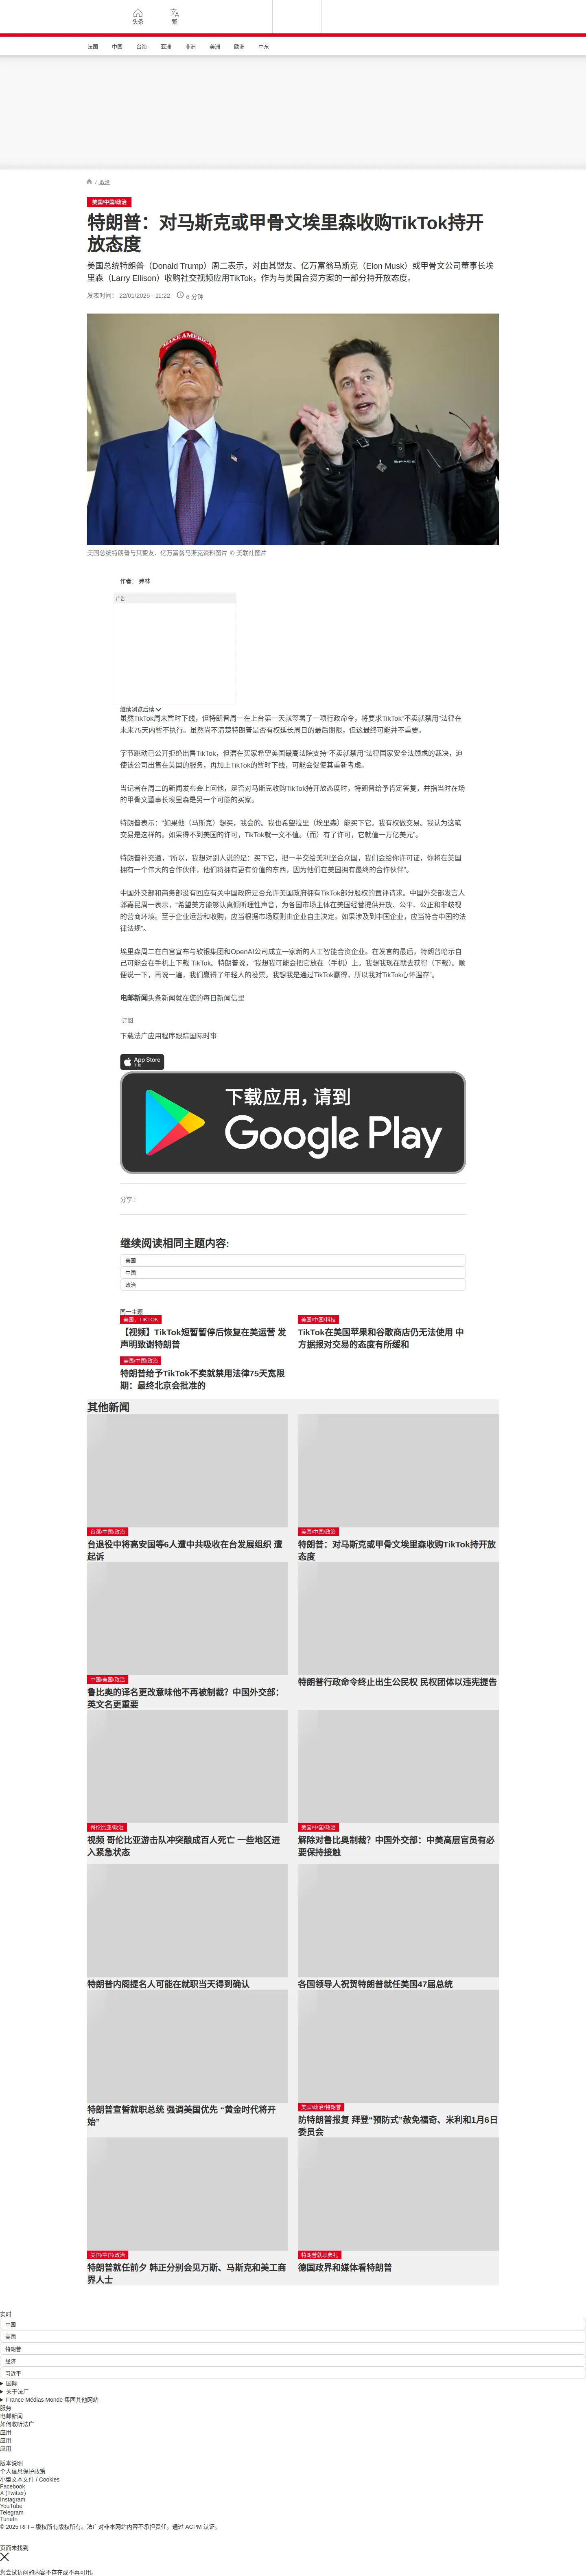 头条
繁
法国
中国
台海
亚洲
非洲
美洲
欧洲
中东
/ 政治
美国/中国/政治
特朗普：对马斯克或甲骨文埃里森收购TikTok持开
放态度
美国总统特朗普（Donald Trump）周二表示，对由其盟友、亿万富翁马斯克（Elon Musk）或甲骨文公司董事长埃
里森（Larry Ellison）收购社交视频应用TikTok，作为与美国合资方案的一部分持开放态度。
发表时间： 22/01/2025 - 11:22 6 分钟
MAKE AMERICA GREAT AGAIN
SPACE
美国总统特朗普与其盟友、亿万富翁马斯克资料图片 © 美联社图片
作者： 弗林
广告
继续浏览后续
虽然TikTok周末暂时下线，但特朗普周一在上台第一天就签署了一项行政命令，将要求TikTok“不卖就禁用”法律在
未来75天内暂不执行。虽然尚不清楚特朗普是否有权延长周日的最后期限，但这最终可能并不重要。
字节跳动已公开拒绝出售TikTok，但潜在买家希望美国最高法院支持“不卖就禁用”法律国家安全法顾虑的裁决，迫
使该公司出售在美国的服务，再加上TikTok的暂时下线，可能会促使其重新考虑。
当记者在周二的新闻发布会上问他，是否对马斯克收购TikTok持开放态度时，特朗普给予肯定答复，并指当时在场
的甲骨文董事长埃里森是另一个可能的买家。
特朗普表示：“如果他（马斯克）想买，我会的。我也希望拉里（埃里森）能买下它。我有权做交易。我认为这笔
交易是这样的。如果得不到美国的许可，TikTok就一文不值。（而）有了许可，它就值一万亿美元”。
特朗普补充道，“所以，我想对别人说的是：买下它，把一半交给美利坚合众国，我们会给你许可证，你将在美国
拥有一个伟大的合作伙伴，他们将拥有更有价值的东西，因为他们在美国拥有最终的合作伙伴”。
中国外交部和商务部没有回应有关中国政府是否允许美国政府拥有TikTok部分股权的置评请求。中国外交部发言人
郭嘉昆周一表示，“希望美方能够认真倾听理性声音，为各国市场主体在美国经营提供开放、公平、公正和非歧视
的营商环境。至于企业运营和收购，应当根据市场原则由企业自主决定。如果涉及到中国企业，应当符合中国的法
律法规”。
埃里森周二在白宫宣布与软银集团和OpenAI公司成立一家新的人工智能合资企业。在发言的最后，特朗普暗示自
己可能会在手机上下载 TikTok。特朗普说，“我想我可能会把它放在（手机）上。我想我现在就去获得（下载）。顺
便说一下，再说一遍，我们赢得了年轻人的投票。我想我是通过TikTok赢得，所以我对TikTok心怀温存”。
电邮新闻头条新闻就在您的每日新闻信里
订阅
下载法广应用程序跟踪国际时事
App Store
下载
下载应用，请到
Google Play
分享 :
继续阅读相同主题内容:
美国
中国
政治
同一主题
美国，TIKTOK
【视频】TikTok短暂暂停后恢复在美运营 发
声明致谢特朗普
美国/中国/科技
TikTok在美国苹果和谷歌商店仍无法使用 中
方据报对交易的态度有所缓和
美国/中国/政治
特朗普给予TikTok不卖就禁用法律75天宽限
期：最终北京会批准的
其他新闻
台湾/中国/政治
台退役中将高安国等6人遭中共吸收在台发展组织 遭
起诉
美国/中国/政治
特朗普：对马斯克或甲骨文埃里森收购TikTok持开放
态度
中国/美国/政治
鲁比奥的译名更改意味他不再被制裁？中国外交部：
英文名更重要
特朗普行政命令终止出生公民权 民权团体以违宪提告
哥伦比亚/政治
视频 哥伦比亚游击队冲突酿成百人死亡 一些地区进
入紧急状态
美国/中国/政治
解除对鲁比奥制裁？中国外交部：中美高层官员有必
要保持接触
特朗普内阁提名人可能在就职当天得到确认
各国领导人祝贺特朗普就任美国47届总统
特朗普宣誓就职总统 强调美国优先 “黄金时代将开
始”
美国/政治/特朗普
防特朗普报复 拜登“预防式”赦免福奇、米利和1月6日
委员会
美国/中国/政治
特朗普就任前夕 韩正分别会见万斯、马斯克和美工商
界人士
特朗普就职典礼
德国政界和媒体看特朗普
实时
中国
美国
特朗普
经济
习近平
国际
关于法广
France Médias Monde 集团其他网站
服务
电邮新闻
如何收听法广
应用
应用
应用
版本说明
个人信息保护政策
小型文本文件 / Cookies
Facebook
X (Twitter)
Instagram
YouTube
Telegram
TuneIn
© 2025 RFI – 版权所有版权所有。法广对非本网站内容不承担责任。通过 ACPM 认证。
页面未找到
您尝试访问的内容不存在或不再可用。